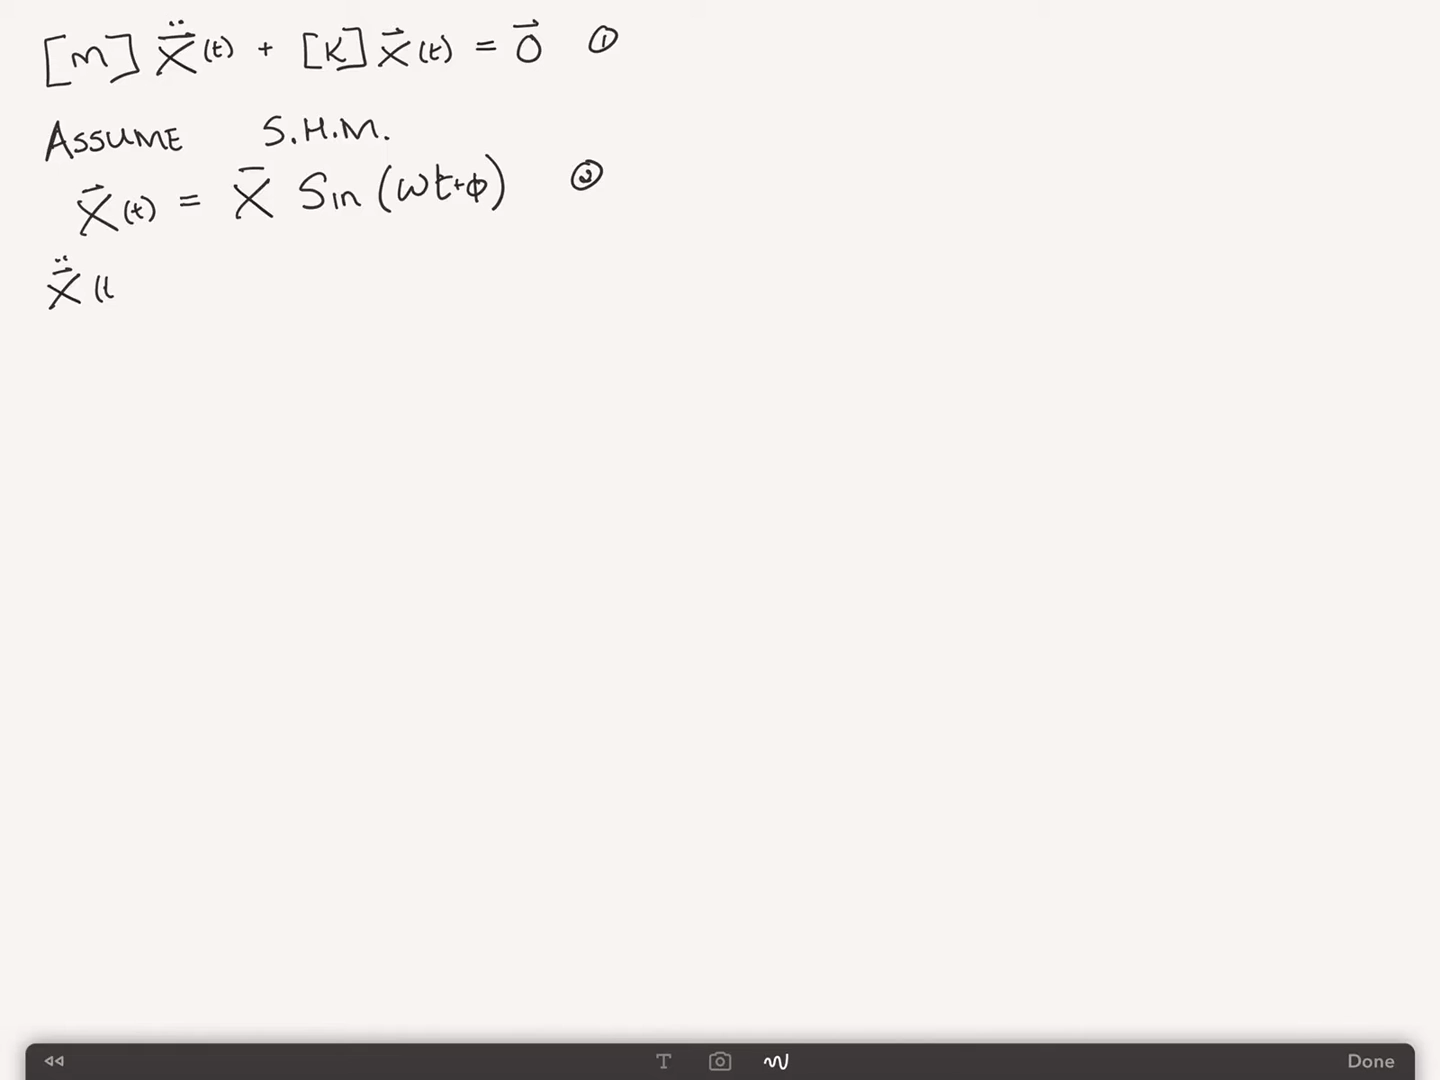 [m] ẍ⃗(t) + [K] x⃗(t) = 0⃗ ①
ASSUME S.H.M.
x⃗(t) = X̄ Sin (ωt+φ) ②
ẍ⃗ (t
T Done